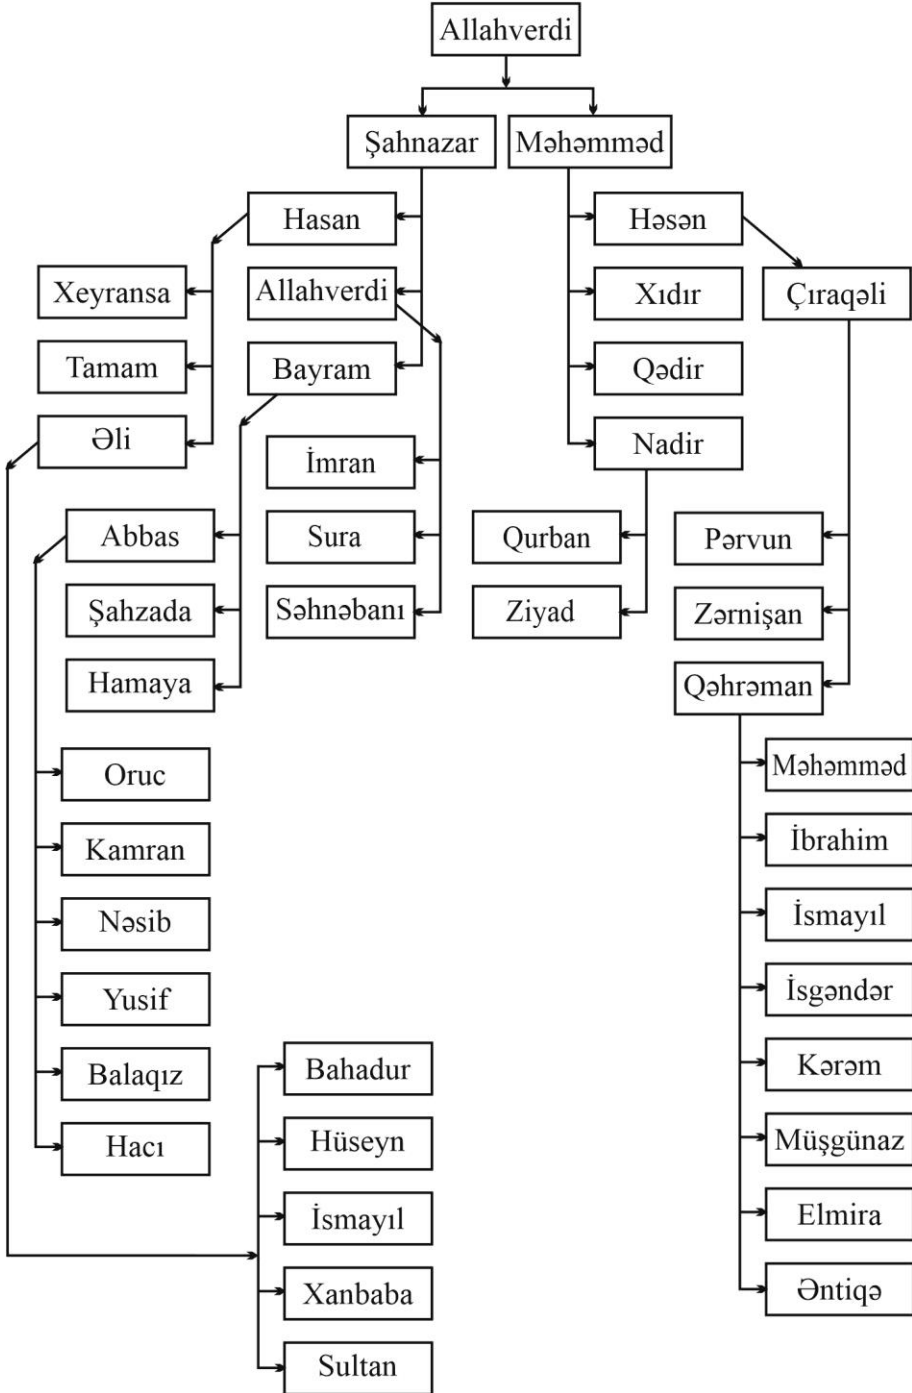 Allahverdi
Şahnazar
Məhəmməd
Hasan
Həsən
Xeyransa
Allahverdi
Xıdır
Çıraqəli
Tamam
Bayram
Qədir
Əli
İmran
Nadir
Abbas
Sura
Qurban
Pərvun
Şahzada
Səhnəbanı
Ziyad
Zərnişan
Hamaya
Qəhrəman
Oruc
Məhəmməd
Kamran
İbrahim
Nəsib
İsmayıl
Yusif
İsgəndər
Balaqız
Bahadur
Kərəm
Hacı
Hüseyn
Müşgünaz
İsmayıl
Elmira
Xanbaba
Əntiqə
Sultan